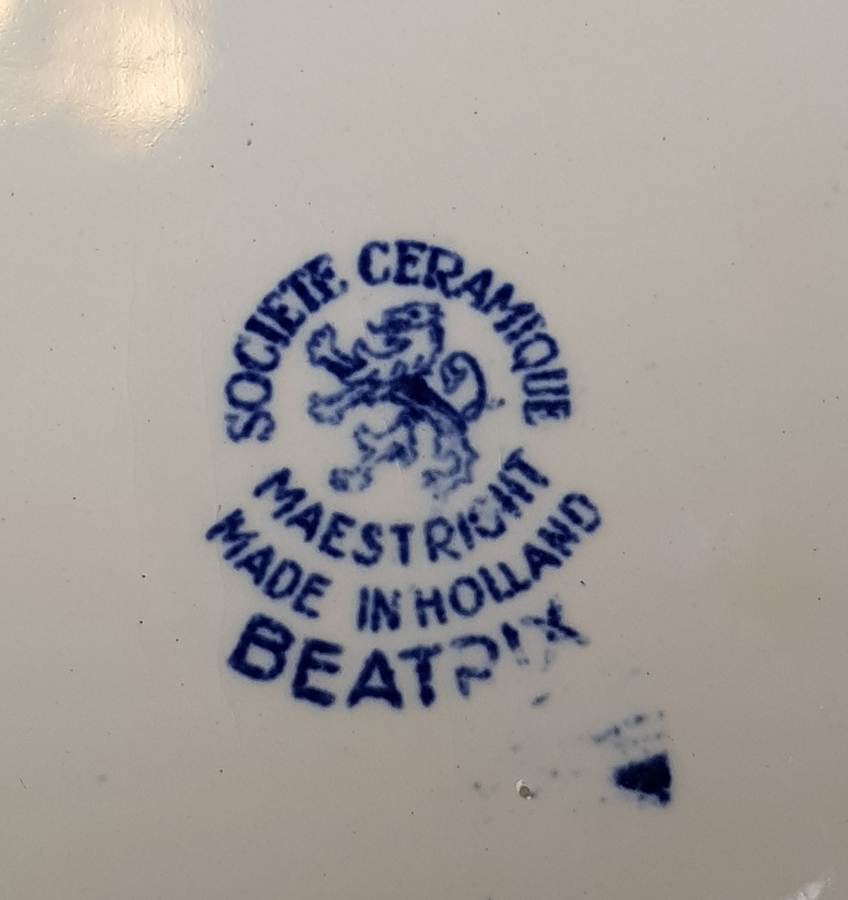 SOCIETE CERAMIQUE
MAESTRICHT
MADE IN HOLLAND
BEATRIX